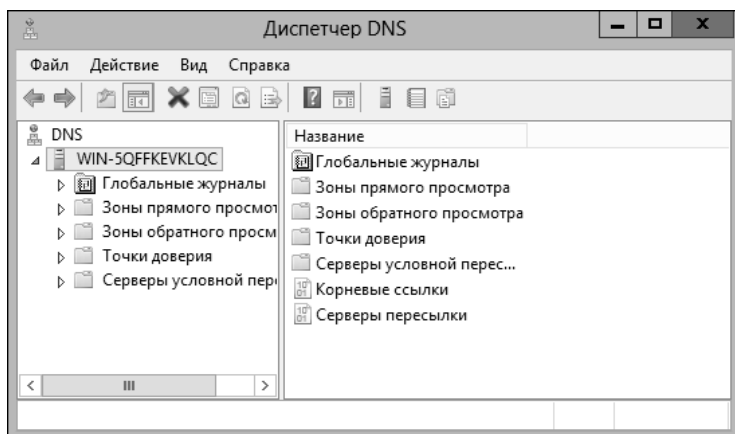 Диспетчер DNS
Файл Действие Вид Справка
DNS
WIN-5QFFKEVKLQC
Глобальные журналы
Зоны прямого просмот
Зоны обратного просм
Точки доверия
Серверы условной пере
Название
Глобальные журналы
Зоны прямого просмотра
Зоны обратного просмотра
Точки доверия
Серверы условной перес...
Корневые ссылки
Серверы пересылки